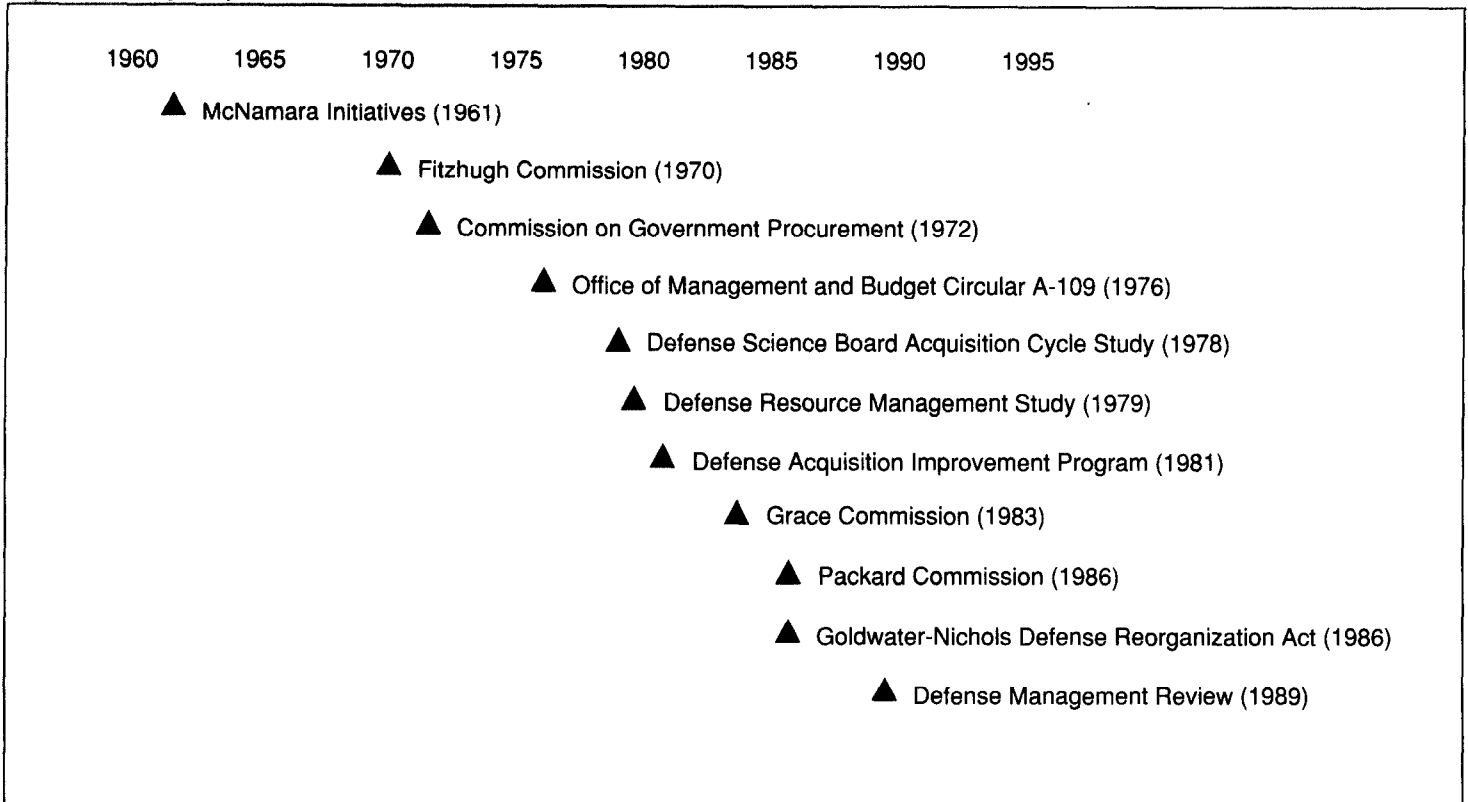 1960 1965 1970 1975 1980 1985 1990 1995
McNamara Initiatives (1961)
Fitzhugh Commission (1970)
Commission on Government Procurement (1972)
Office of Management and Budget Circular A-109 (1976)
Defense Science Board Acquisition Cycle Study (1978)
Defense Resource Management Study (1979)
Defense Acquisition Improvement Program (1981)
Grace Commission (1983)
Packard Commission (1986)
Goldwater-Nichols Defense Reorganization Act (1986)
Defense Management Review (1989)